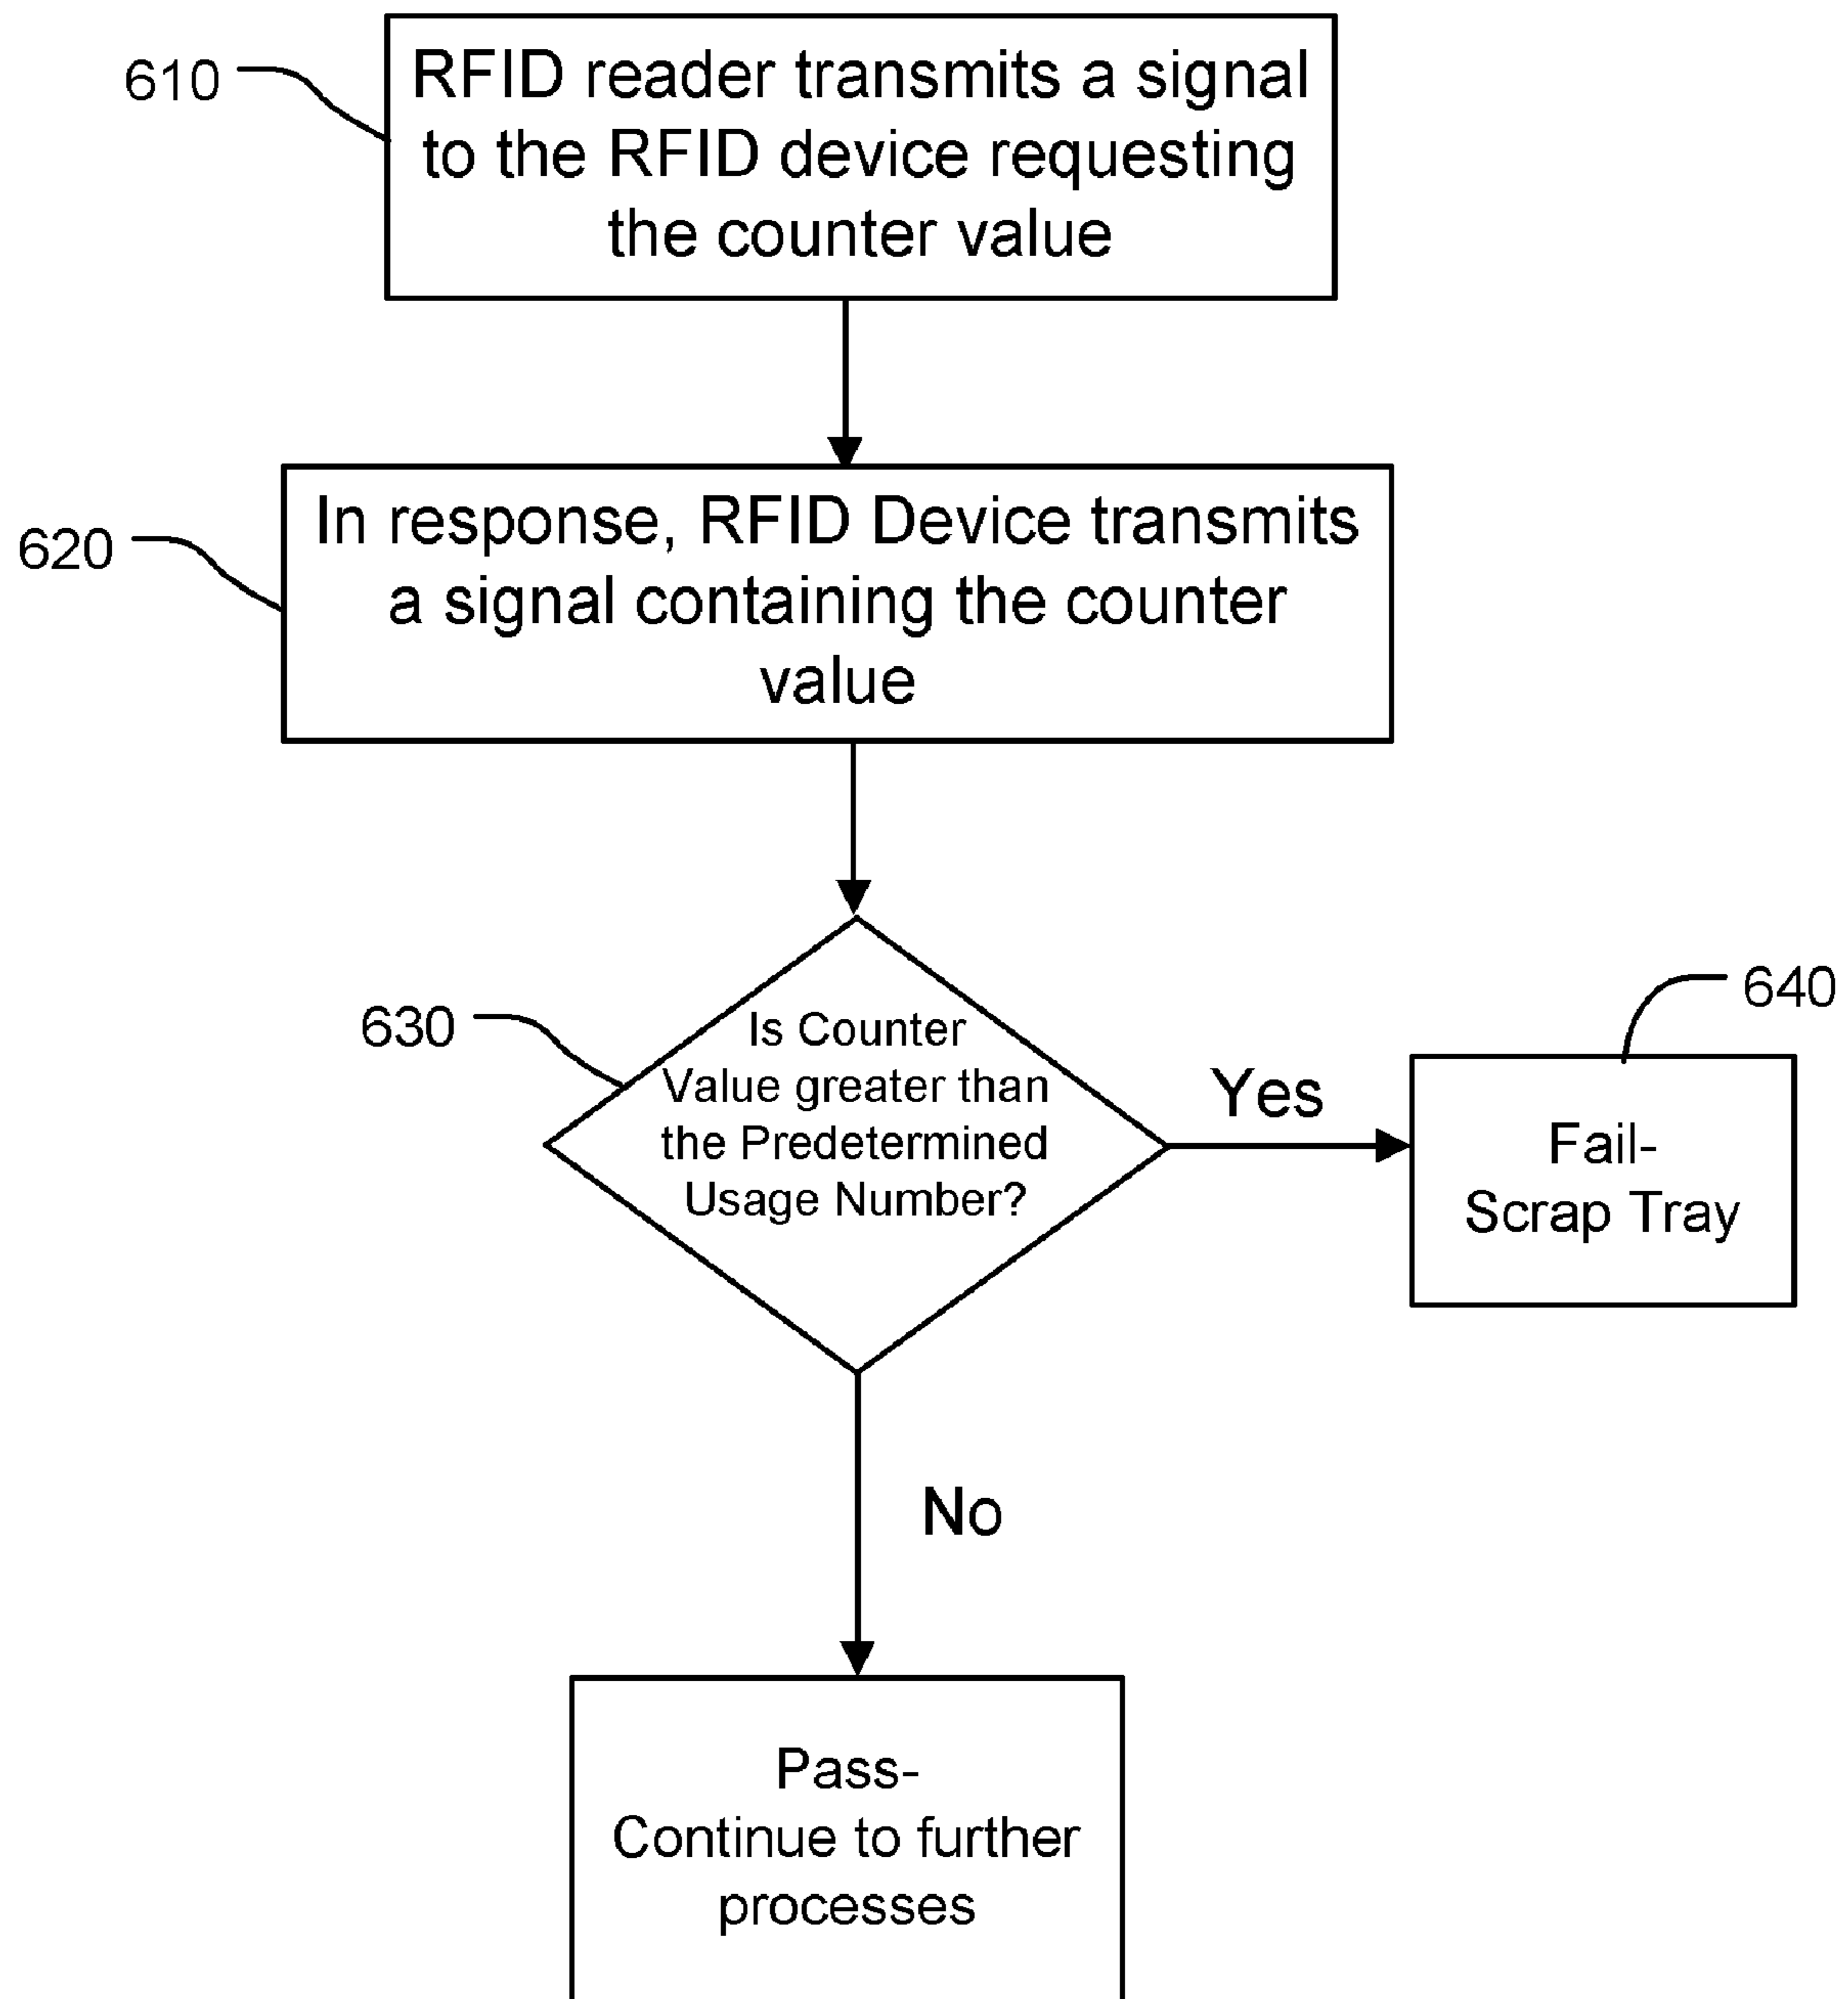 610
RFID reader transmits a signal
to the RFID device requesting
the counter value
620
In response, RFID Device transmits
a signal containing the counter
value
630
Is Counter
Value greater than
the Predetermined
Usage Number?
Yes
640
Fail-
Scrap Tray
No
Pass-
Continue to further
processes